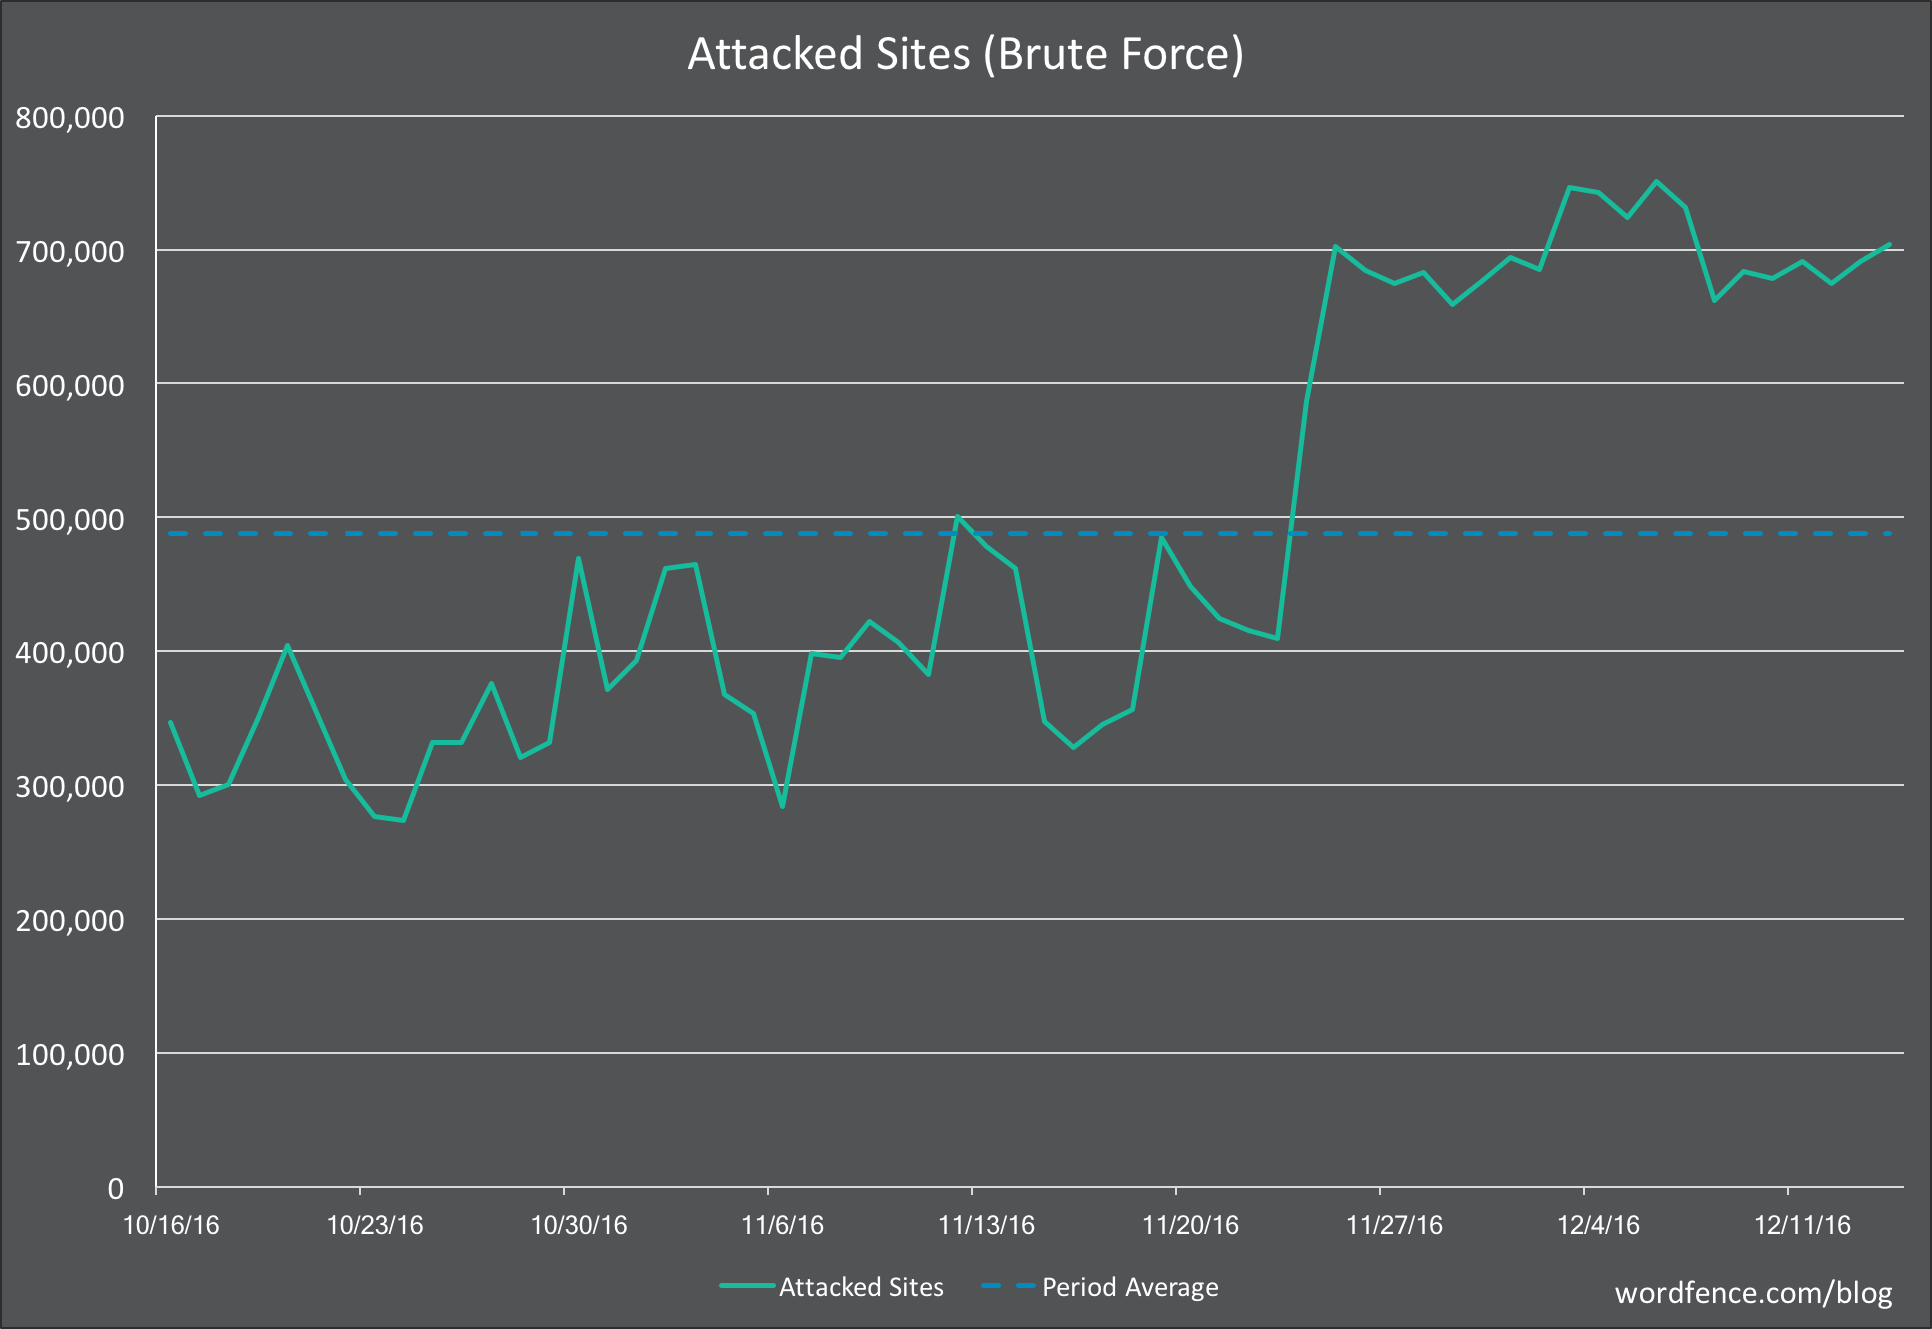 Attacked Sites (Brute Force)
800,000
700,000
600,000
500,000
400,000
300,000
200,000
100,000
0
10/16/16 10/23/16 10/30/16 11/6/16 11/13/16 11/20/16 11/27/16 12/4/16 12/11/16
Attacked Sites Period Average
wordfence.com/blog